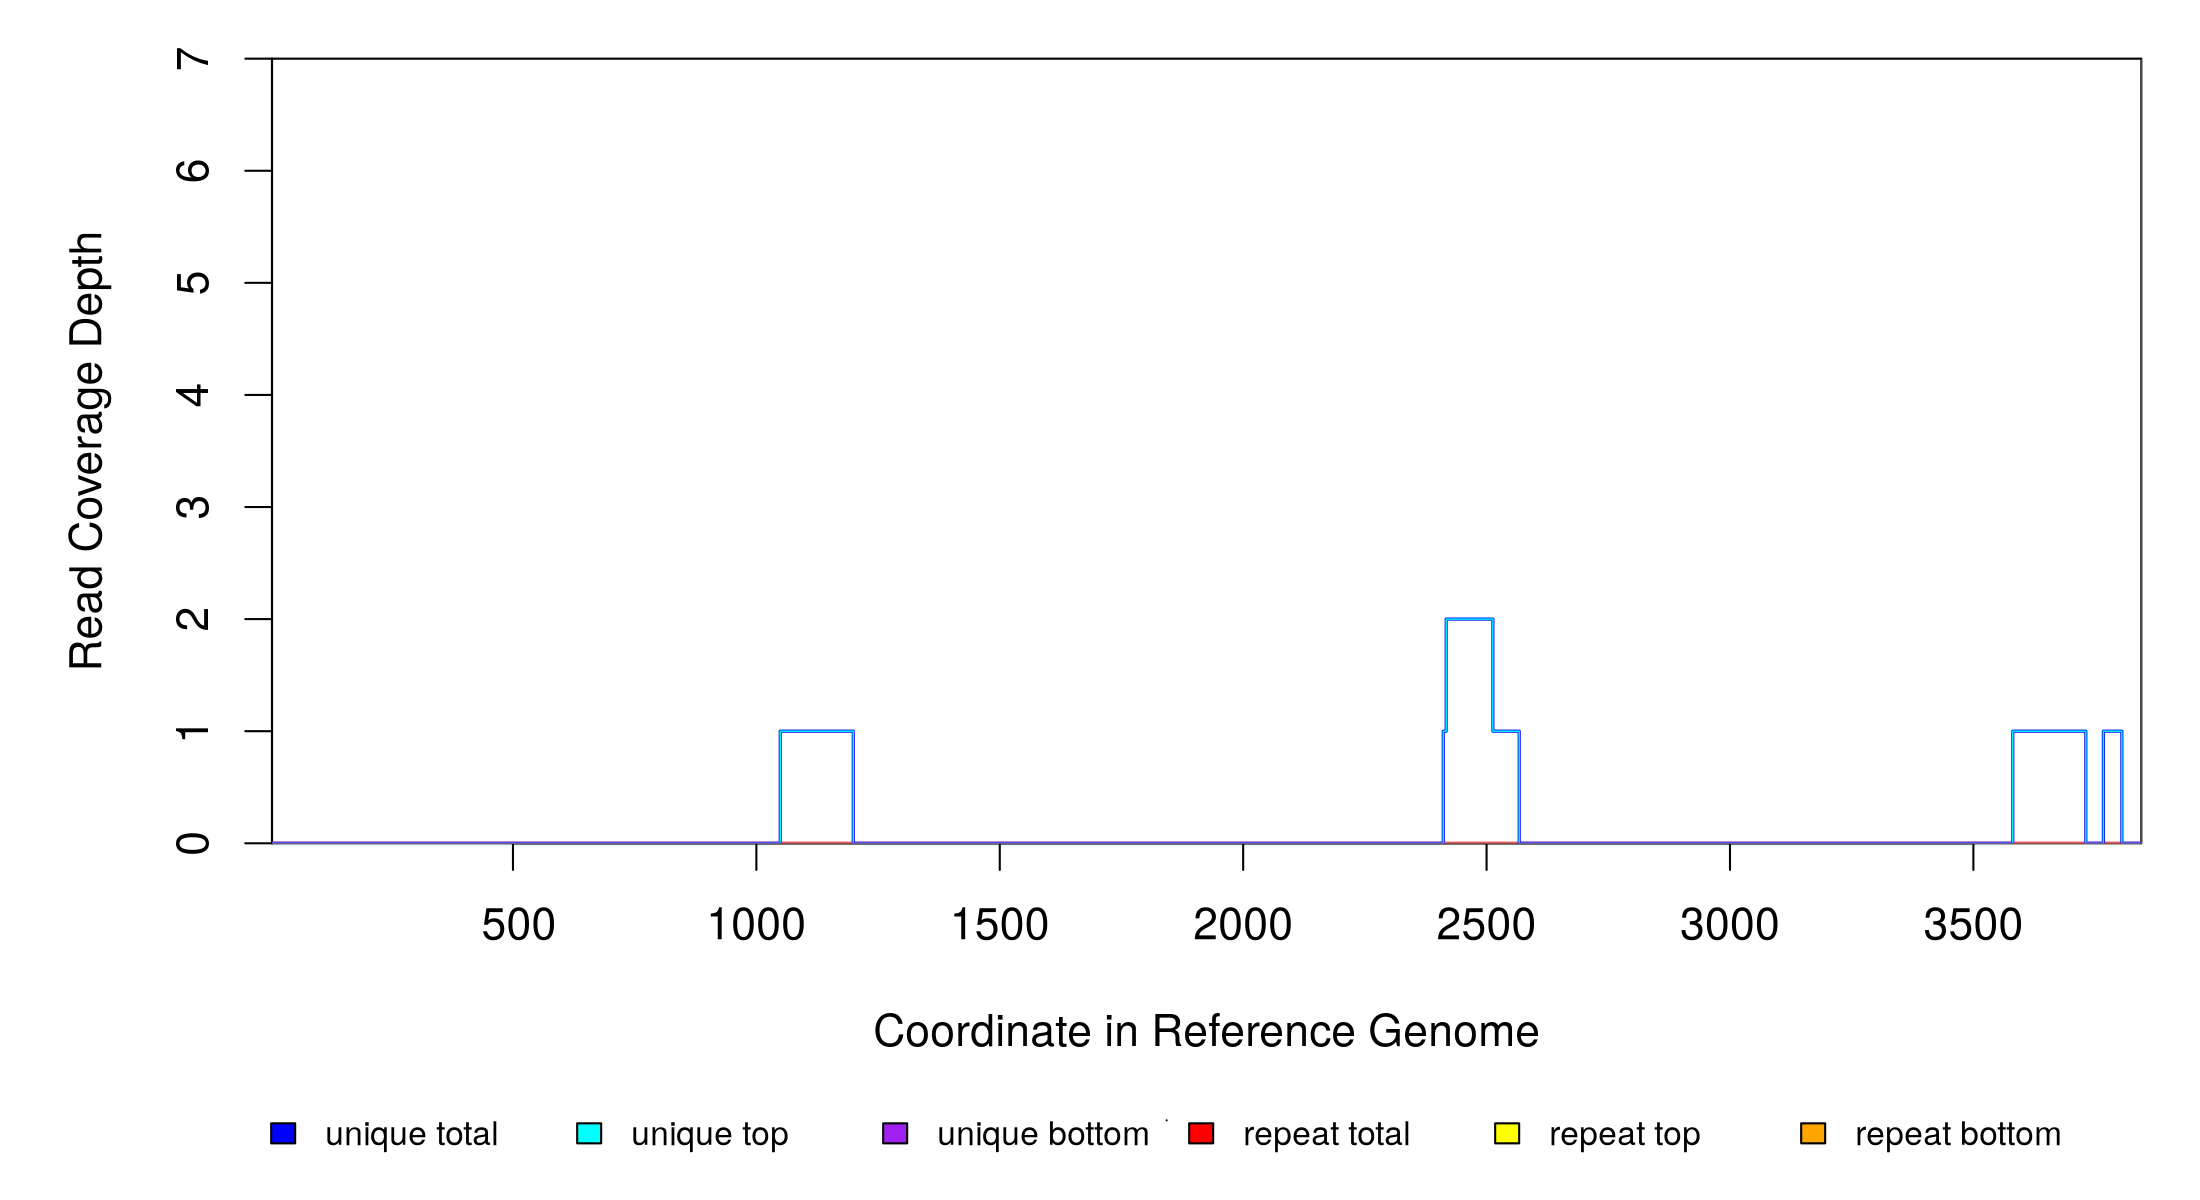 7
6
5
4
3
2
1
0
Read Coverage Depth
500 1000 1500 2000 2500 3000 3500
Coordinate in Reference Genome
unique total unique top unique bottom repeat total repeat top repeat bottom